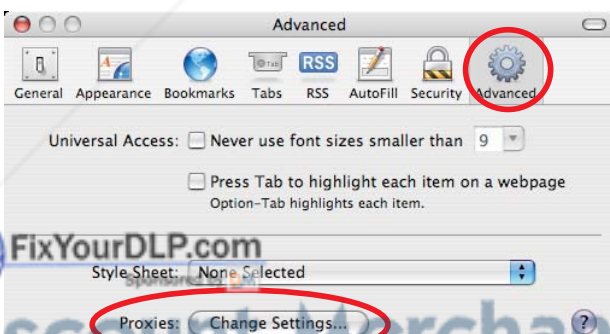 Advanced
General Appearance Bookmarks Tabs RSS AutoFill Security Advanced
Universal Access: Never use font sizes smaller than 9
Press Tab to highlight each item on a webpage
Option-Tab highlights each item.
FixYourDLP.com
Style Sheet: None Selected
Sponsored by
Proxies: Change Settings... ?